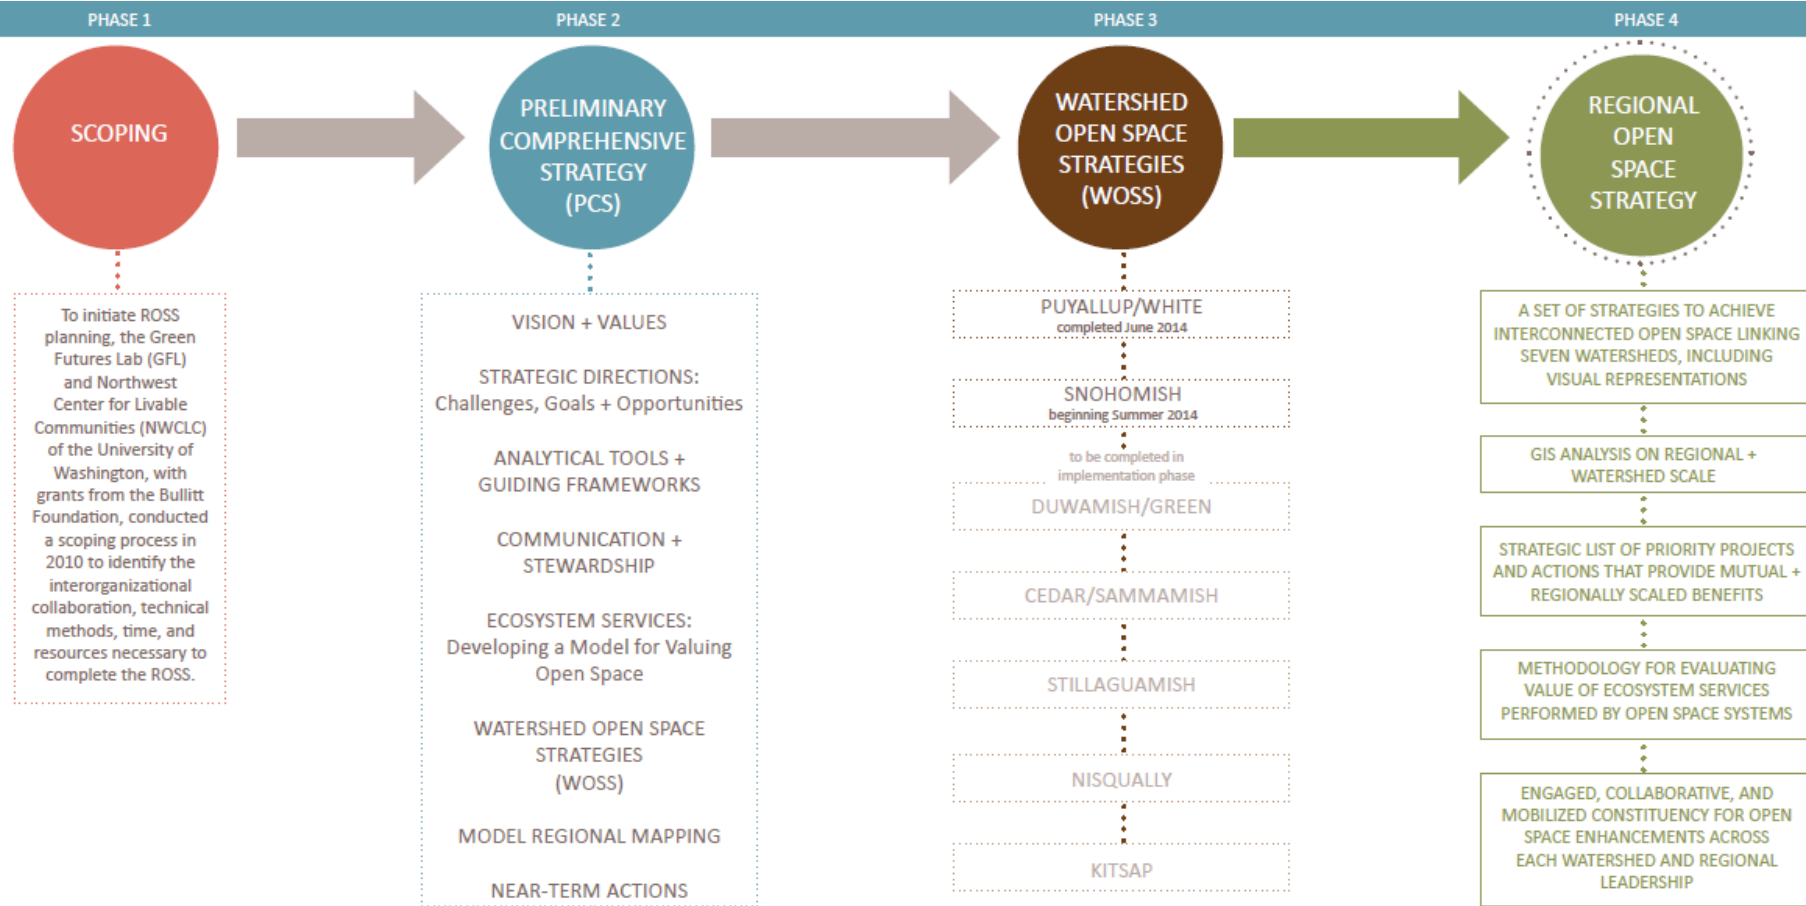 PHASE 1
PHASE 2
PHASE 3
PHASE 4
SCOPING
PRELIMINARY
COMPREHENSIVE
STRATEGY
(PCS)
WATERSHED
OPEN SPACE
STRATEGIES
(WOSS)
REGIONAL
OPEN
SPACE
STRATEGY
To initiate ROSS
planning, the Green
Futures Lab (GFL)
and Northwest
Center for Livable
Communities (NWCLC)
of the University of
Washington, with
grants from the Bullitt
Foundation, conducted
a scoping process in
2010 to identify the
interorganizational
collaboration, technical
methods, time, and
resources necessary to
complete the ROSS.
VISION + VALUES
STRATEGIC DIRECTIONS:
Challenges, Goals + Opportunities
ANALYTICAL TOOLS +
GUIDING FRAMEWORKS
COMMUNICATION +
STEWARDSHIP
ECOSYSTEM SERVICES:
Developing a Model for Valuing
Open Space
WATERSHED OPEN SPACE
STRATEGIES
(WOSS)
MODEL REGIONAL MAPPING
NEAR-TERM ACTIONS
PUYALLUP/WHITE
completed June 2014
SNOHOMISH
beginning Summer 2014
to be completed in
implementation phase
DUWAMISH/GREEN
CEDAR/SAMMAMISH
STILLAGUAMISH
NISQUALLY
KITSAP
A SET OF STRATEGIES TO ACHIEVE
INTERCONNECTED OPEN SPACE LINKING
SEVEN WATERSHEDS, INCLUDING
VISUAL REPRESENTATIONS
GIS ANALYSIS ON REGIONAL +
WATERSHED SCALE
STRATEGIC LIST OF PRIORITY PROJECTS
AND ACTIONS THAT PROVIDE MUTUAL +
REGIONALLY SCALED BENEFITS
METHODOLOGY FOR EVALUATING
VALUE OF ECOSYSTEM SERVICES
PERFORMED BY OPEN SPACE SYSTEMS
ENGAGED, COLLABORATIVE, AND
MOBILIZED CONSTITUENCY FOR OPEN
SPACE ENHANCEMENTS ACROSS
EACH WATERSHED AND REGIONAL
LEADERSHIP